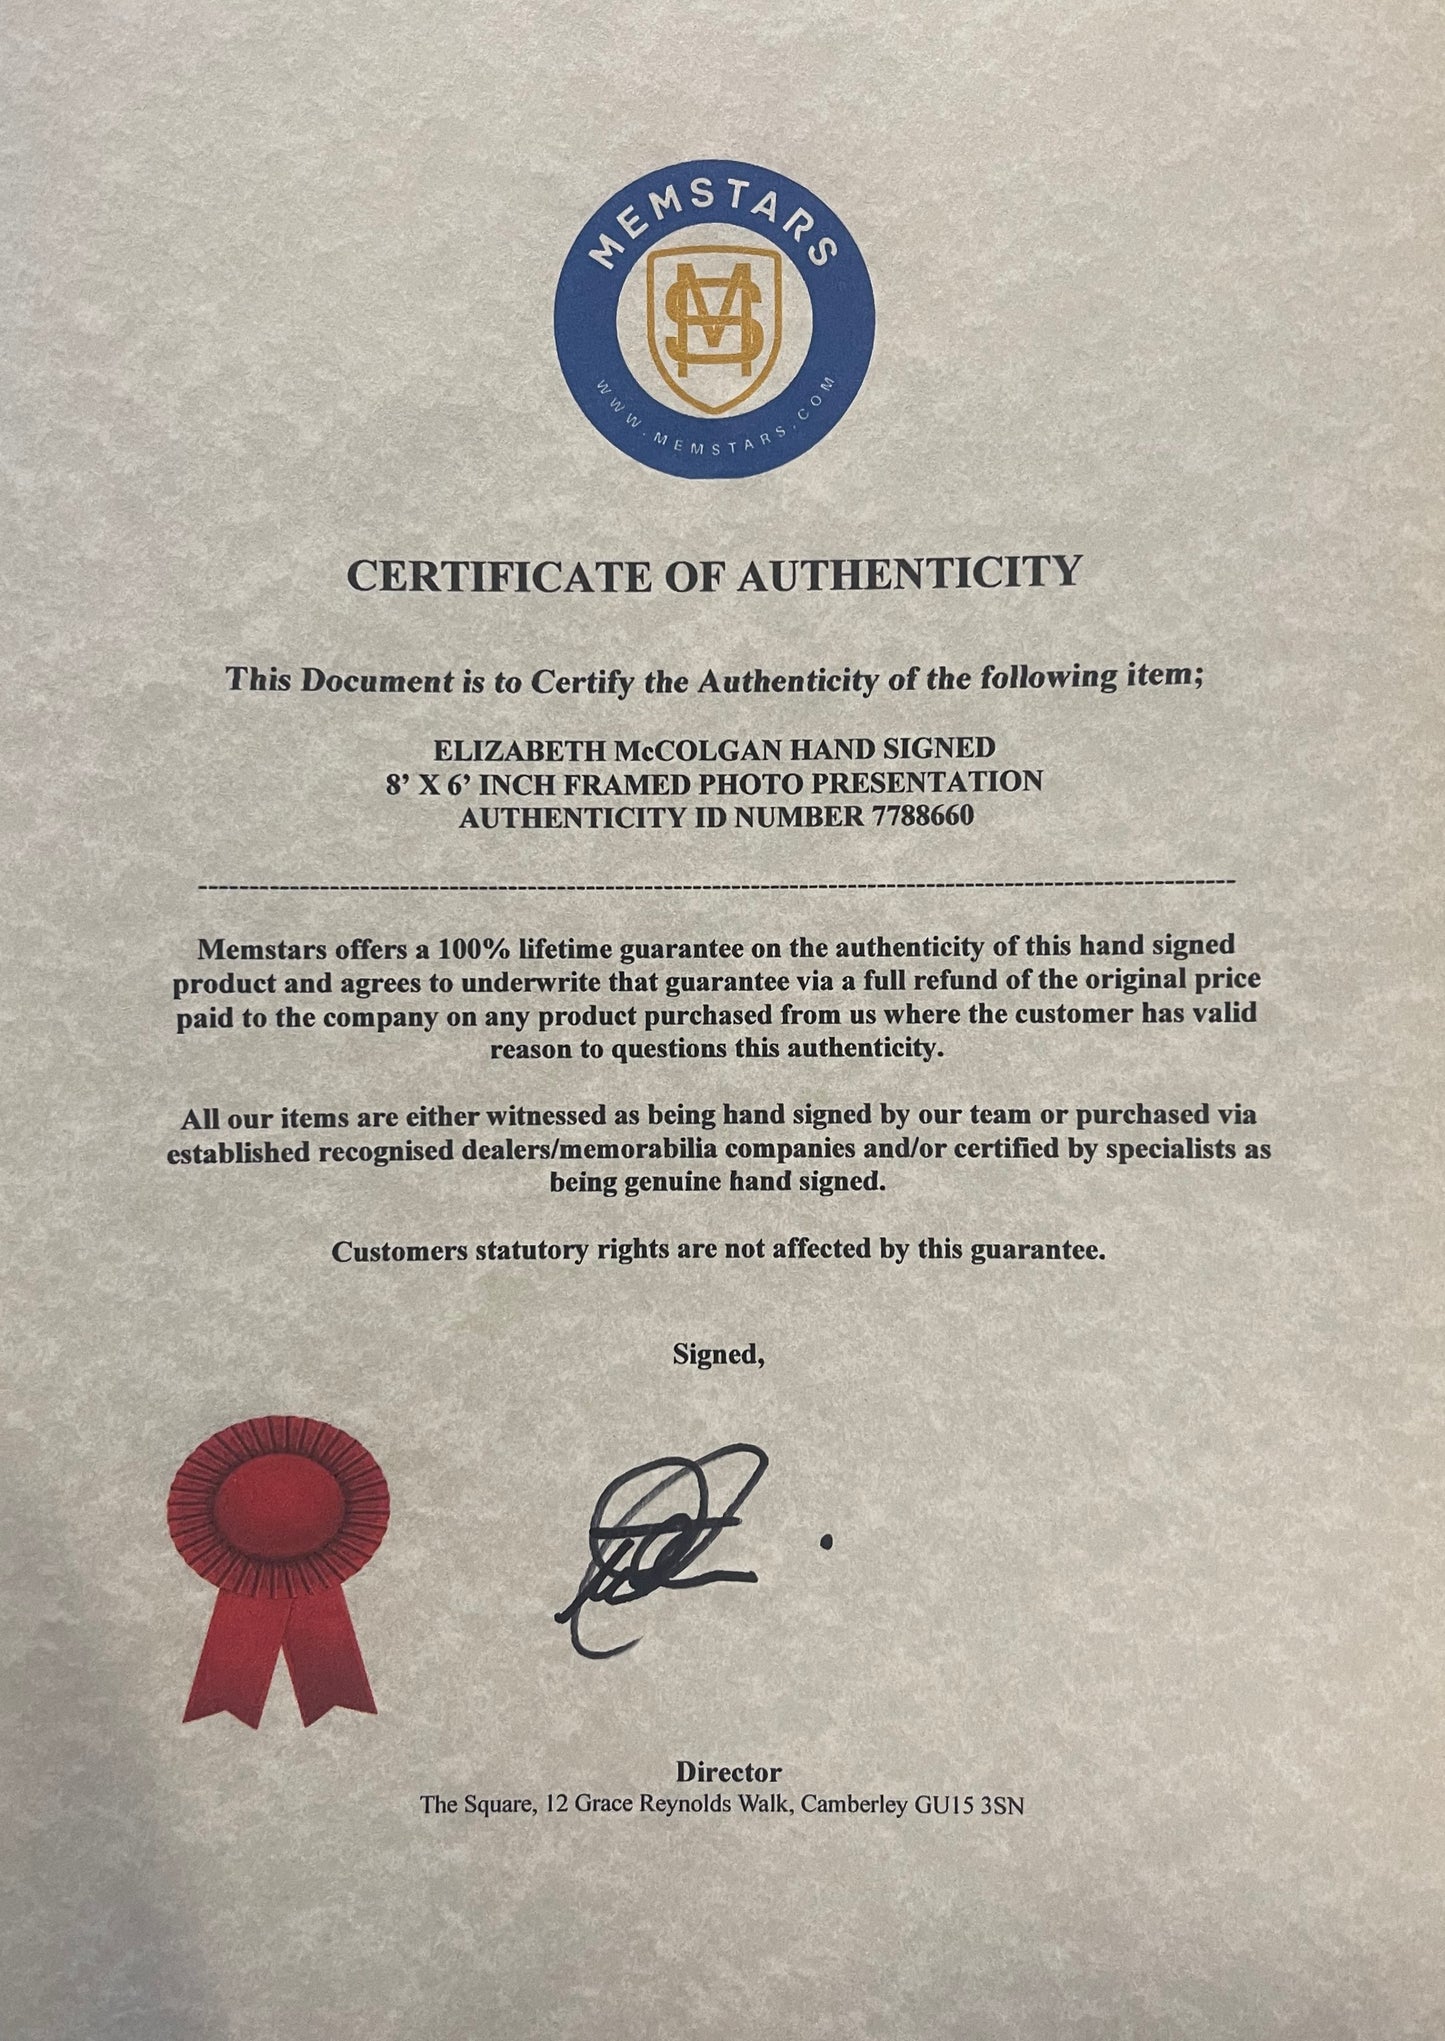 MEMSTARS
WWW.MEMSTARS.COM
CERTIFICATE OF AUTHENTICITY
This Document is to Certify the Authenticity of the following item;
ELIZABETH McCOLGAN HAND SIGNED
8’ X 6’ INCH FRAMED PHOTO PRESENTATION
AUTHENTICITY ID NUMBER 7788660
Memstars offers a 100% lifetime guarantee on the authenticity of this hand signed
product and agrees to underwrite that guarantee via a full refund of the original price
paid to the company on any product purchased from us where the customer has valid
reason to questions this authenticity.
All our items are either witnessed as being hand signed by our team or purchased via
established recognised dealers/memorabilia companies and/or certified by specialists as
being genuine hand signed.
Customers statutory rights are not affected by this guarantee.
Signed,
Director
The Square, 12 Grace Reynolds Walk, Camberley GU15 3SN